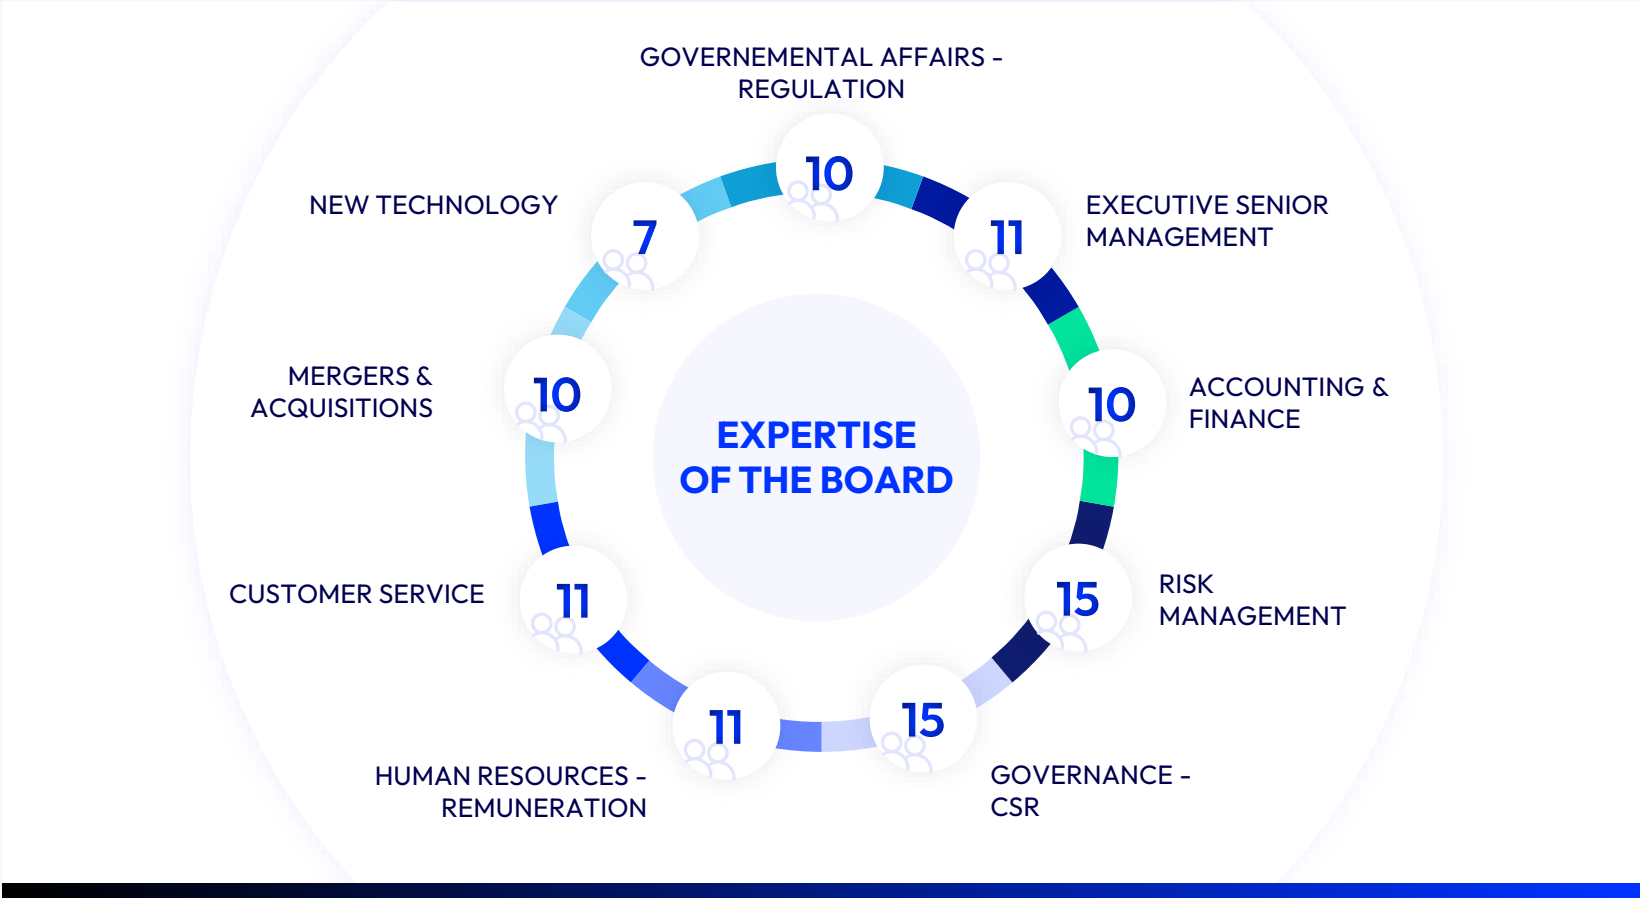 GOVERNEMENTAL AFFAIRS -
REGULATION
10
EXECUTIVE SENIOR
MANAGEMENT
11
ACCOUNTING &
FINANCE
10
RISK
MANAGEMENT
15
GOVERNANCE -
CSR
15
HUMAN RESOURCES -
REMUNERATION
11
CUSTOMER SERVICE
11
MERGERS &
ACQUISITIONS
10
NEW TECHNOLOGY
7
EXPERTISE
OF THE BOARD